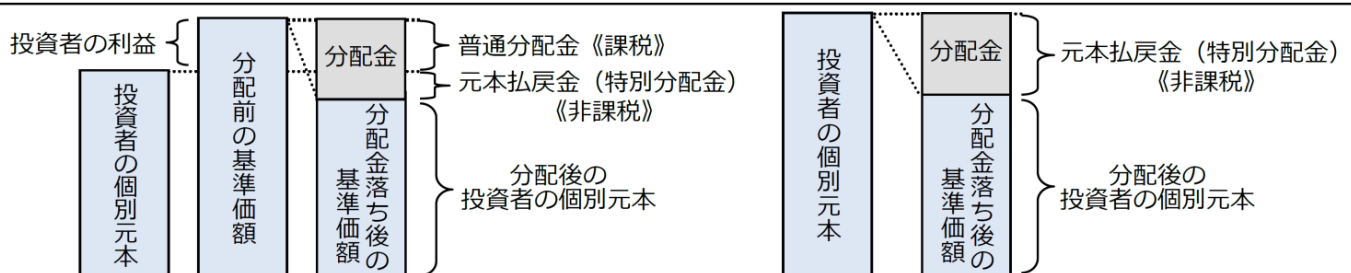 投資者の利益
投資者の個別元本
分配前の基準価額
分配金
分配金落ち後の
基準価額
普通分配金《課税》
元本払戻金（特別分配金）
《非課税》
分配後の
投資者の個別元本
投資者の個別元本
分配金
分配金落ち後の
基準価額
元本払戻金（特別分配金）
《非課税》
分配後の
投資者の個別元本